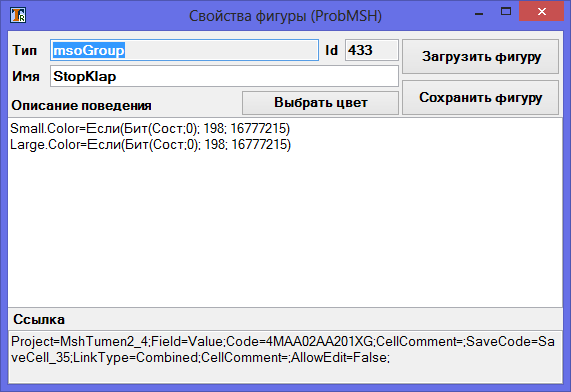 Свойства фигуры (ProbMSH)
Тип msoGroup Id 433 Загрузить фигуру
Имя StopKlap
Описание поведения Выбрать цвет Сохранить фигуру
Small.Color=Если(Бит(Сост;0); 198; 16777215)
Large.Color=Если(Бит(Сост;0); 198; 16777215)
Ссылка
Project=MshTumen2_4;Field=Value;Code=4MAA02AA201XG;CellComment=;SaveCode=Sa
veCell_35;LinkType=Combined;CellComment=;AllowEdit=False;